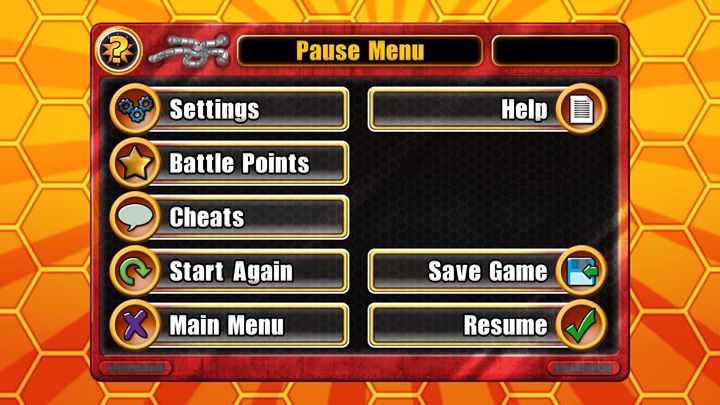 Pause Menu
Settings
Help
Battle Points
Cheats
Start Again
Save Game
Main Menu
Resume